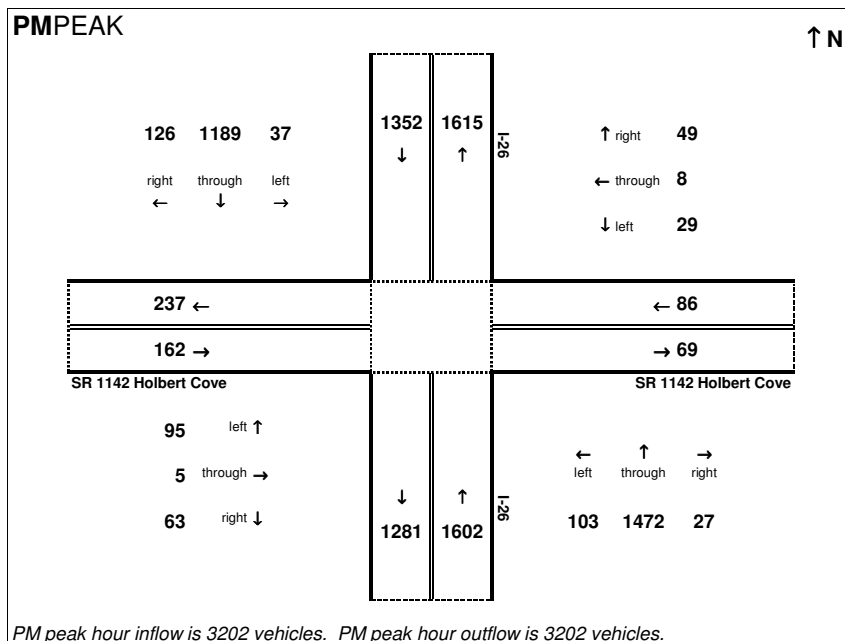 PMPEAK
↑ N
126 1189 37
right through left
← ↓ →
1352 1615
↓ ↑
I-26
↑ right 49
← through 8
↓ left 29
237 ←
162 →
← 86
→ 69
SR 1142 Holbert Cove
SR 1142 Holbert Cove
95 left ↑
5 through →
63 right ↓
↓ ↑
1281 1602
I-26
← ↑ →
left through right
103 1472 27
PM peak hour inflow is 3202 vehicles. PM peak hour outflow is 3202 vehicles.